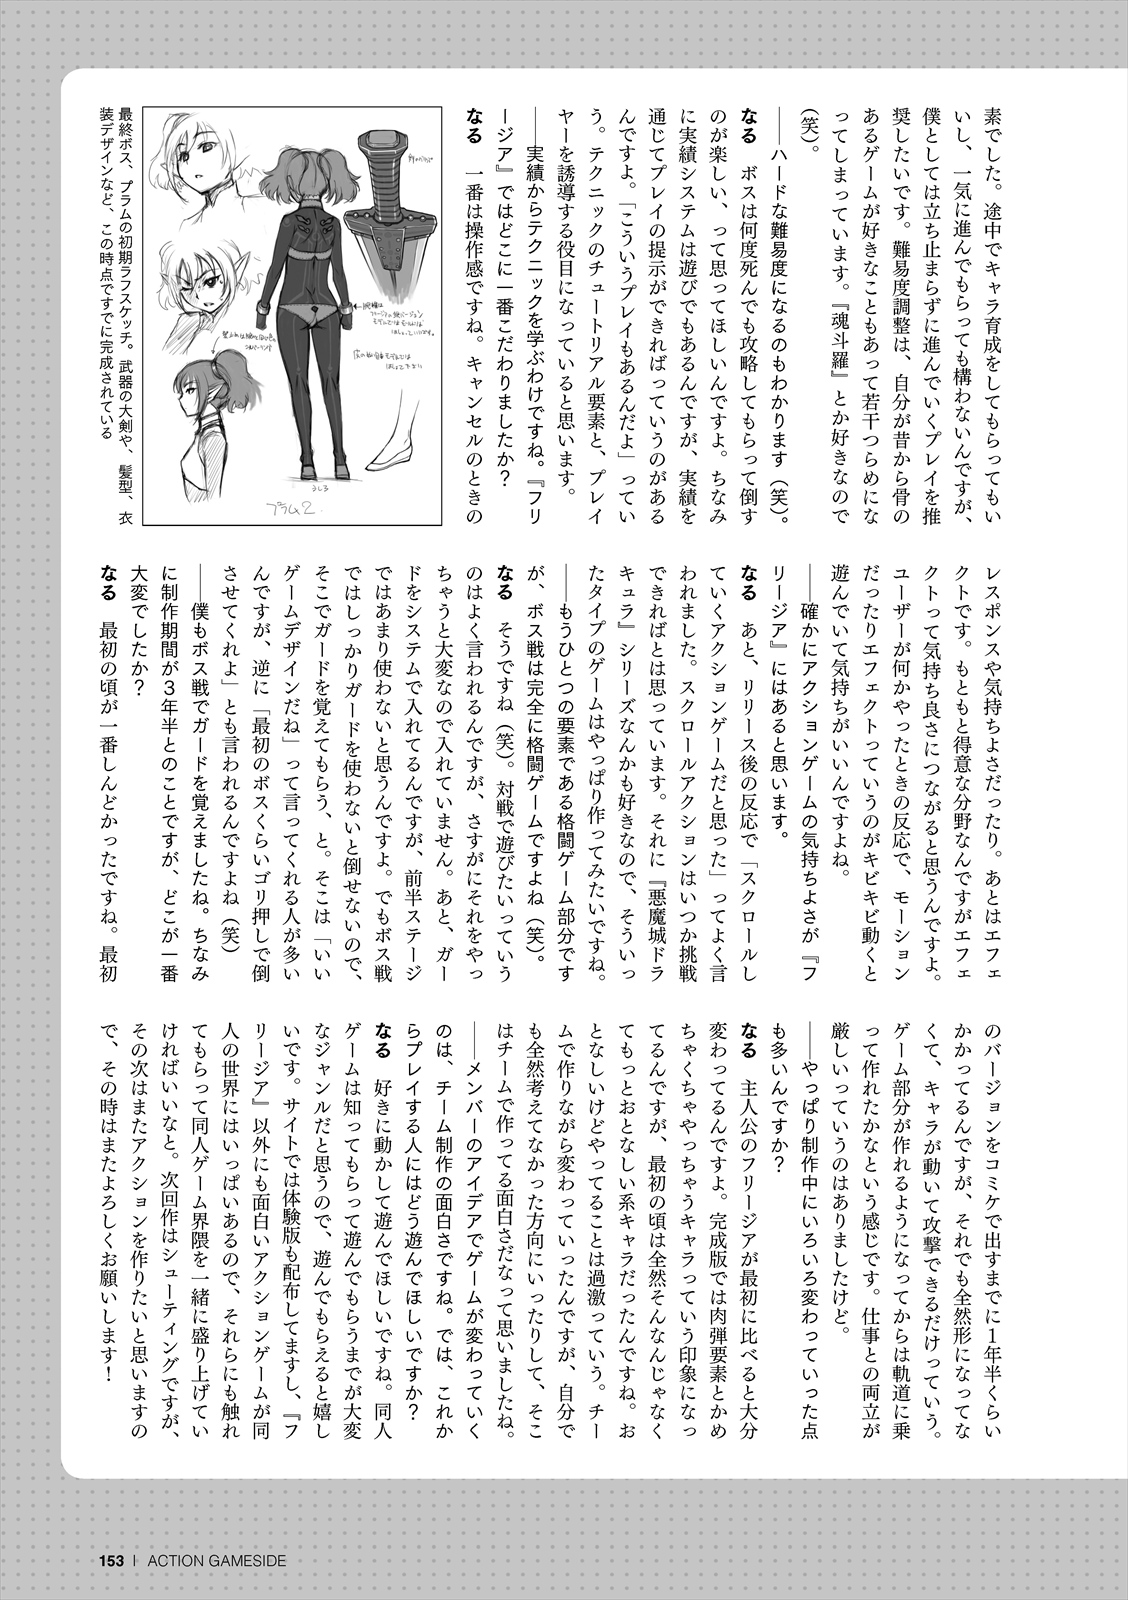 素でした。途中でキャラ育成をしてもらってもい
いし、一気に進んでもらっても構わないんですが、
僕としては立ち止まらずに進んでいくプレイを推
奨したいです。難易度調整は、自分が昔から骨の
あるゲームが好きなこともあって若干つらめにな
ってしまっています。『魂斗羅』とか好きなので
（笑）。
――ハードな難易度になるのもわかります（笑）。
なる　ボスは何度死んでも攻略してもらって倒す
のが楽しい、って思ってほしいんですよ。ちなみ
に実績システムは遊びでもあるんですが、実績を
通じてプレイの提示ができればっていうのがある
んですよ。「こういうプレイもあるんだよ」ってい
う。テクニックのチュートリアル要素と、プレイ
ヤーを誘導する役目になっていると思います。
――実績からテクニックを学ぶわけですね。『フリ
ージア』ではどこに一番こだわりましたか？
なる　一番は操作感ですね。キャンセルのときの
うしろ
プラム2.
最終ボス、プラムの初期ラフスケッチ。武器の大剣や、髪型、衣
装デザインなど、この時点ですでに完成されている
レスポンスや気持ちよさだったり。あとはエフェ
クトです。もともと得意な分野なんですがエフェ
クトって気持ち良さにつながると思うんですよ。
ユーザーが何かやったときの反応で、モーション
だったりエフェクトっていうのがキビキビ動くと
遊んでいて気持ちがいいんですよね。
――確かにアクションゲームの気持ちよさが『フ
リージア』にはあると思います。
なる　あと、リリース後の反応で「スクロールし
ていくアクションゲームだと思った」ってよく言
われました。スクロールアクションはいつか挑戦
できればとは思っています。それに『悪魔城ドラ
キュラ』シリーズなんかも好きなので、そういっ
たタイプのゲームはやっぱり作ってみたいですね。
――もうひとつの要素である格闘ゲーム部分です
が、ボス戦は完全に格闘ゲームですよね（笑）。
なる　そうですね（笑）。対戦で遊びたいっていう
のはよく言われるんですが、さすがにそれをやっ
ちゃうと大変なので入れていません。あと、ガー
ドをシステムで入れてるんですが、前半ステージ
ではあまり使わないと思うんですよ。でもボス戦
ではしっかりガードを使わないと倒せないので、
そこでガードを覚えてもらう、と。そこは「いい
ゲームデザインだね」って言ってくれる人が多い
んですが、逆に「最初のボスくらいゴリ押しで倒
させてくれよ」とも言われるんですよね（笑）
――僕もボス戦でガードを覚えましたね。ちなみ
に制作期間が３年半とのことですが、どこが一番
大変でしたか？
なる　最初の頃が一番しんどかったですね。最初
のバージョンをコミケで出すまでに１年半くらい
かかってるんですが、それでも全然形になってな
くて、キャラが動いて攻撃できるだけっていう。
ゲーム部分が作れるようになってからは軌道に乗
って作れたかなという感じです。仕事との両立が
厳しいっていうのはありましたけど。
――やっぱり制作中にいろいろ変わっていった点
も多いんですか？
なる　主人公のフリージアが最初に比べると大分
変わってるんですよ。完成版では肉弾要素とかめ
ちゃくちゃやっちゃうキャラっていう印象になっ
てるんですが、最初の頃は全然そんなんじゃなく
てもっとおとなしい系キャラだったんですね。お
となしいけどやってることは過激っていう。チー
ムで作りながら変わっていったんですが、自分で
も全然考えてなかった方向にいったりして、そこ
はチームで作ってる面白さだなって思いましたね。
――メンバーのアイデアでゲームが変わっていく
のは、チーム制作の面白さですね。では、これか
らプレイする人にはどう遊んでほしいですか？
なる　好きに動かして遊んでほしいですね。同人
ゲームは知ってもらって遊んでもらうまでが大変
なジャンルだと思うので、遊んでもらえると嬉し
いです。サイトでは体験版も配布してますし、『フ
リージア』以外にも面白いアクションゲームが同
人の世界にはいっぱいあるので、それらにも触れ
てもらって同人ゲーム界隈を一緒に盛り上げてい
ければいいなと。次回作はシューティングですが、
その次はまたアクションを作りたいと思いますの
で、その時はまたよろしくお願いします！
153 | ACTION GAMESIDE